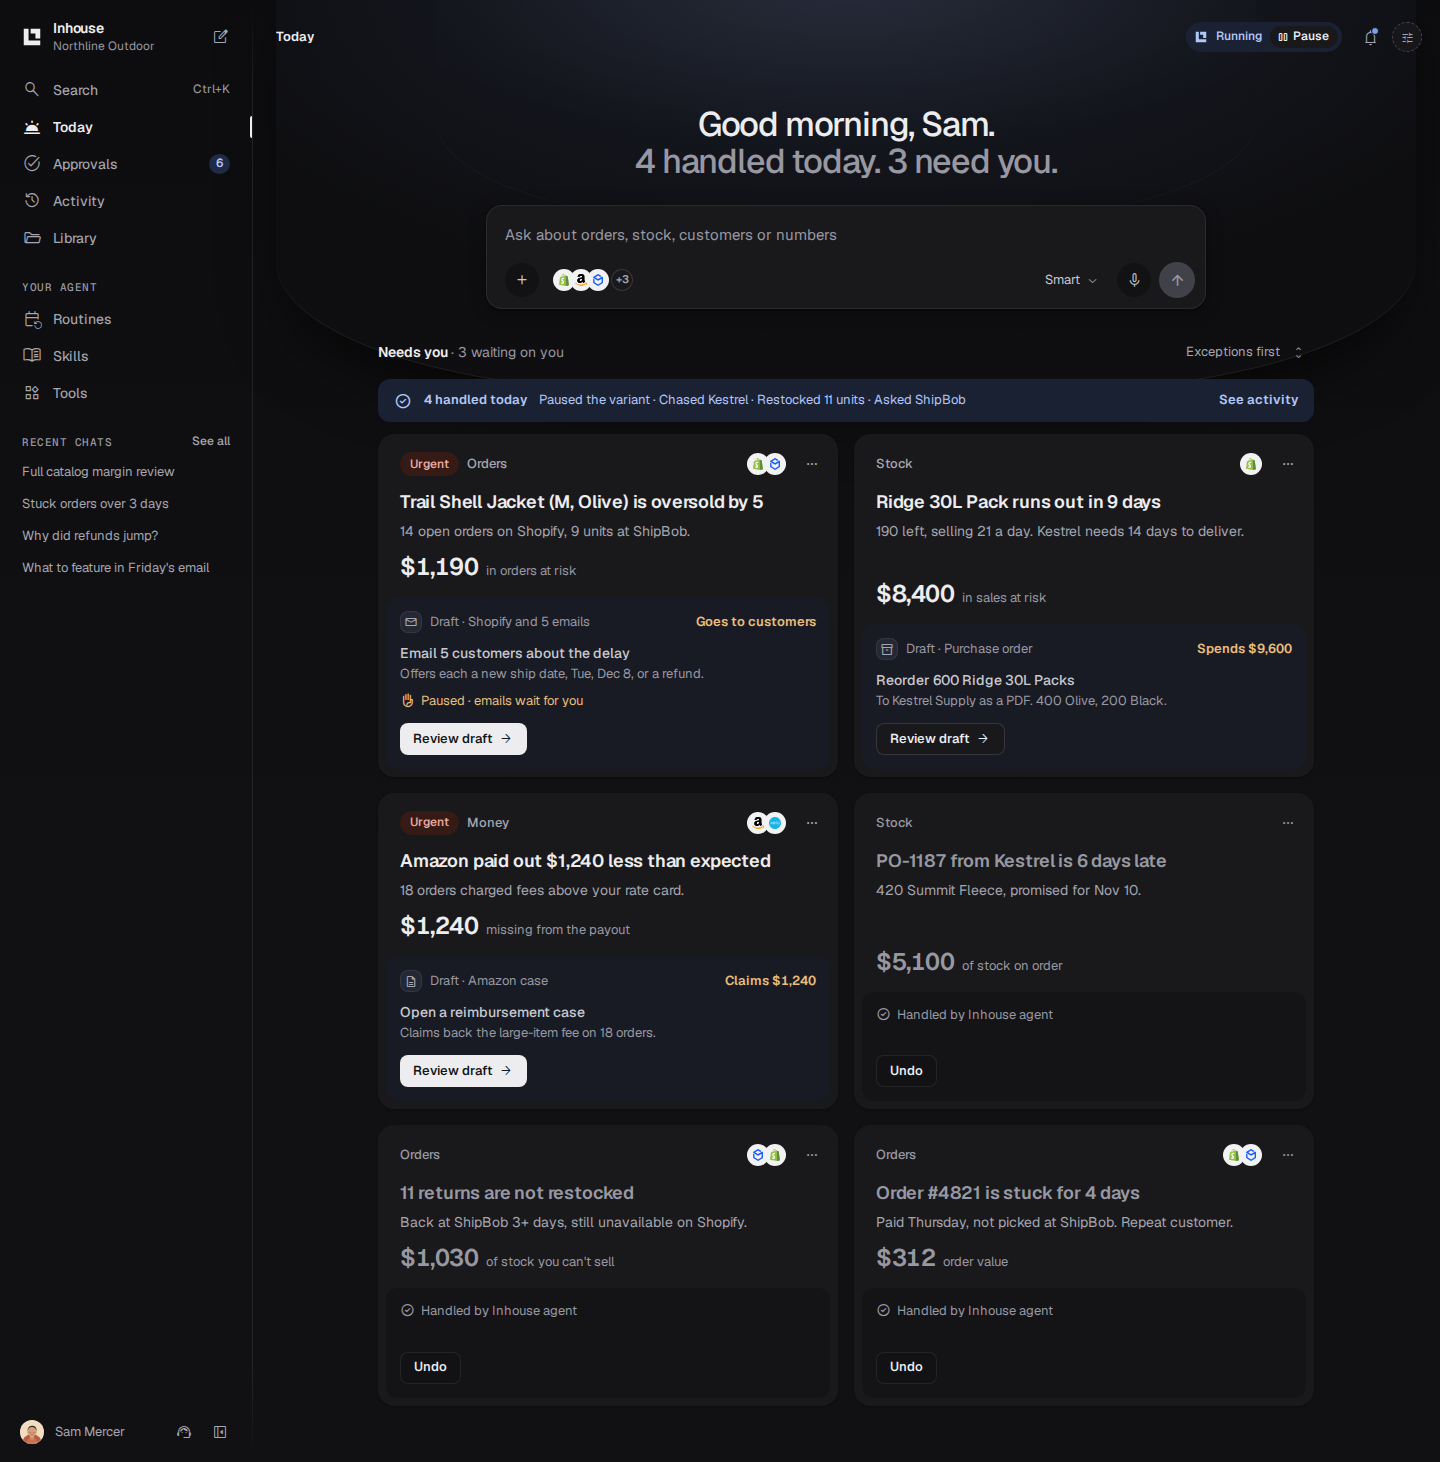 Inhouse
Northline Outdoor
Search Ctrl+K
Today
Approvals 6
Activity
Library
YOUR AGENT
Routines
Skills
Tools
RECENT CHATS See all
Full catalog margin review
Stuck orders over 3 days
Why did refunds jump?
What to feature in Friday's email
Sam Mercer
Today
Running Pause
Good morning, Sam.
4 handled today. 3 need you.
Ask about orders, stock, customers or numbers
+3 Smart
Needs you · 3 waiting on you Exceptions first
4 handled today Paused the variant · Chased Kestrel · Restocked 11 units · Asked ShipBob See activity
Urgent Orders
Trail Shell Jacket (M, Olive) is oversold by 5
14 open orders on Shopify, 9 units at ShipBob.
$1,190 in orders at risk
Draft · Shopify and 5 emails Goes to customers
Email 5 customers about the delay
Offers each a new ship date, Tue, Dec 8, or a refund.
Paused · emails wait for you
Review draft
Stock
Ridge 30L Pack runs out in 9 days
190 left, selling 21 a day. Kestrel needs 14 days to deliver.
$8,400 in sales at risk
Draft · Purchase order Spends $9,600
Reorder 600 Ridge 30L Packs
To Kestrel Supply as a PDF. 400 Olive, 200 Black.
Review draft
Urgent Money
Amazon paid out $1,240 less than expected
18 orders charged fees above your rate card.
$1,240 missing from the payout
Draft · Amazon case Claims $1,240
Open a reimbursement case
Claims back the large-item fee on 18 orders.
Review draft
Stock
PO-1187 from Kestrel is 6 days late
420 Summit Fleece, promised for Nov 10.
$5,100 of stock on order
Handled by Inhouse agent
Undo
Orders
11 returns are not restocked
Back at ShipBob 3+ days, still unavailable on Shopify.
$1,030 of stock you can't sell
Handled by Inhouse agent
Undo
Orders
Order #4821 is stuck for 4 days
Paid Thursday, not picked at ShipBob. Repeat customer.
$312 order value
Handled by Inhouse agent
Undo